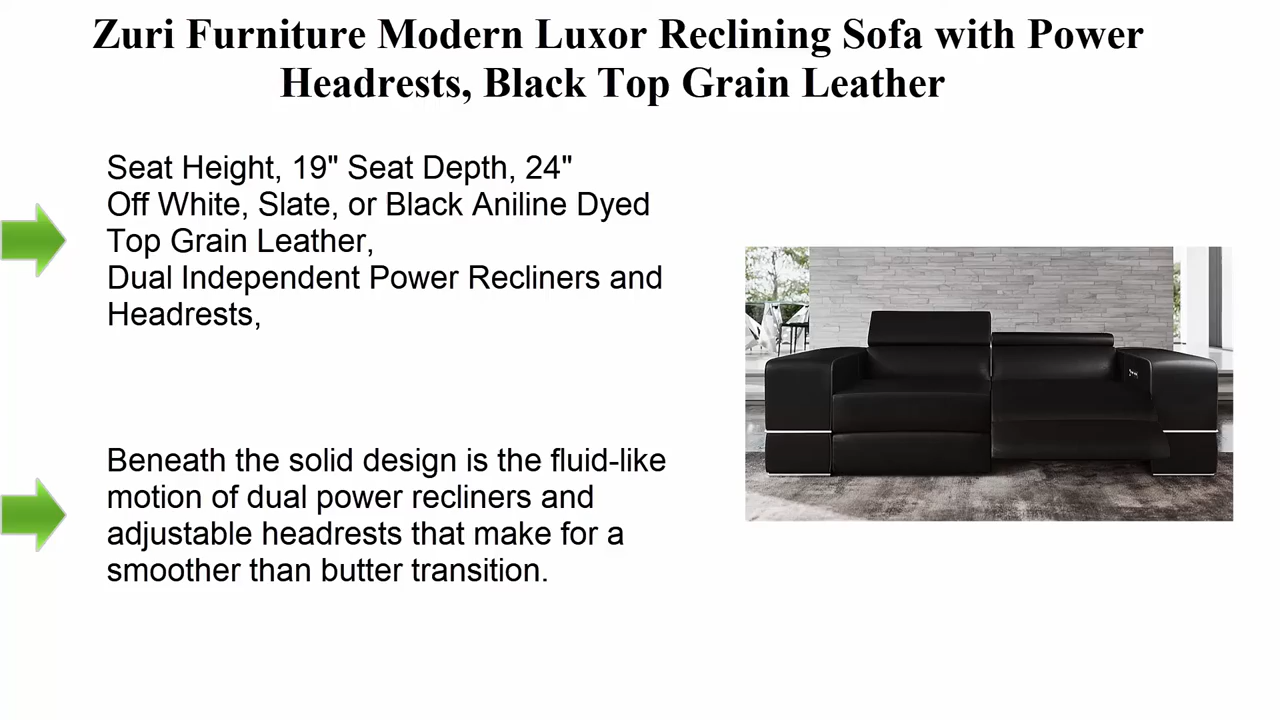 Zuri Furniture Modern Luxor Reclining Sofa with Power
Headrests, Black Top Grain Leather
Seat Height, 19" Seat Depth, 24"
Off White, Slate, or Black Aniline Dyed
Top Grain Leather,
Dual Independent Power Recliners and
Headrests,
Beneath the solid design is the fluid-like
motion of dual power recliners and
adjustable headrests that make for a
smoother than butter transition.